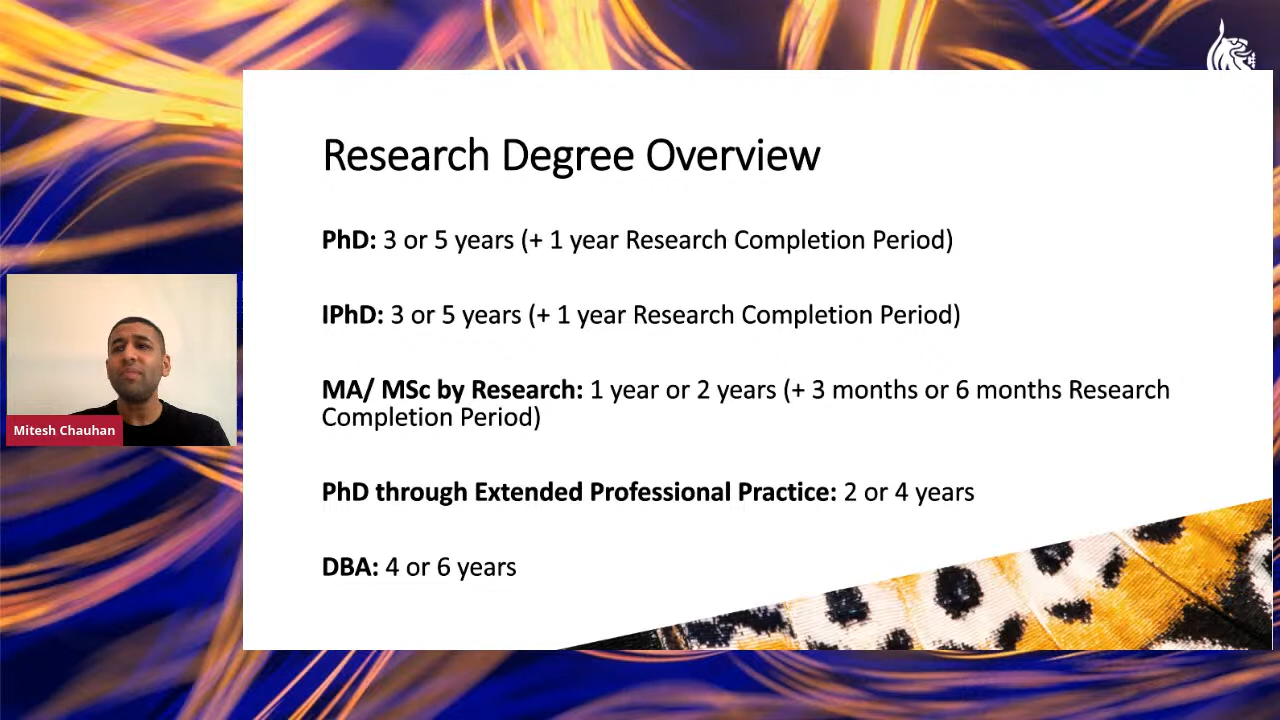 Research Degree Overview
PhD: 3 or 5 years (+ 1 year Research Completion Period)
IPhD: 3 or 5 years (+ 1 year Research Completion Period)
MA/ MSc by Research: 1 year or 2 years (+ 3 months or 6 months Research
Completion Period)
PhD through Extended Professional Practice: 2 or 4 years
DBA: 4 or 6 years
Mitesh Chauhan